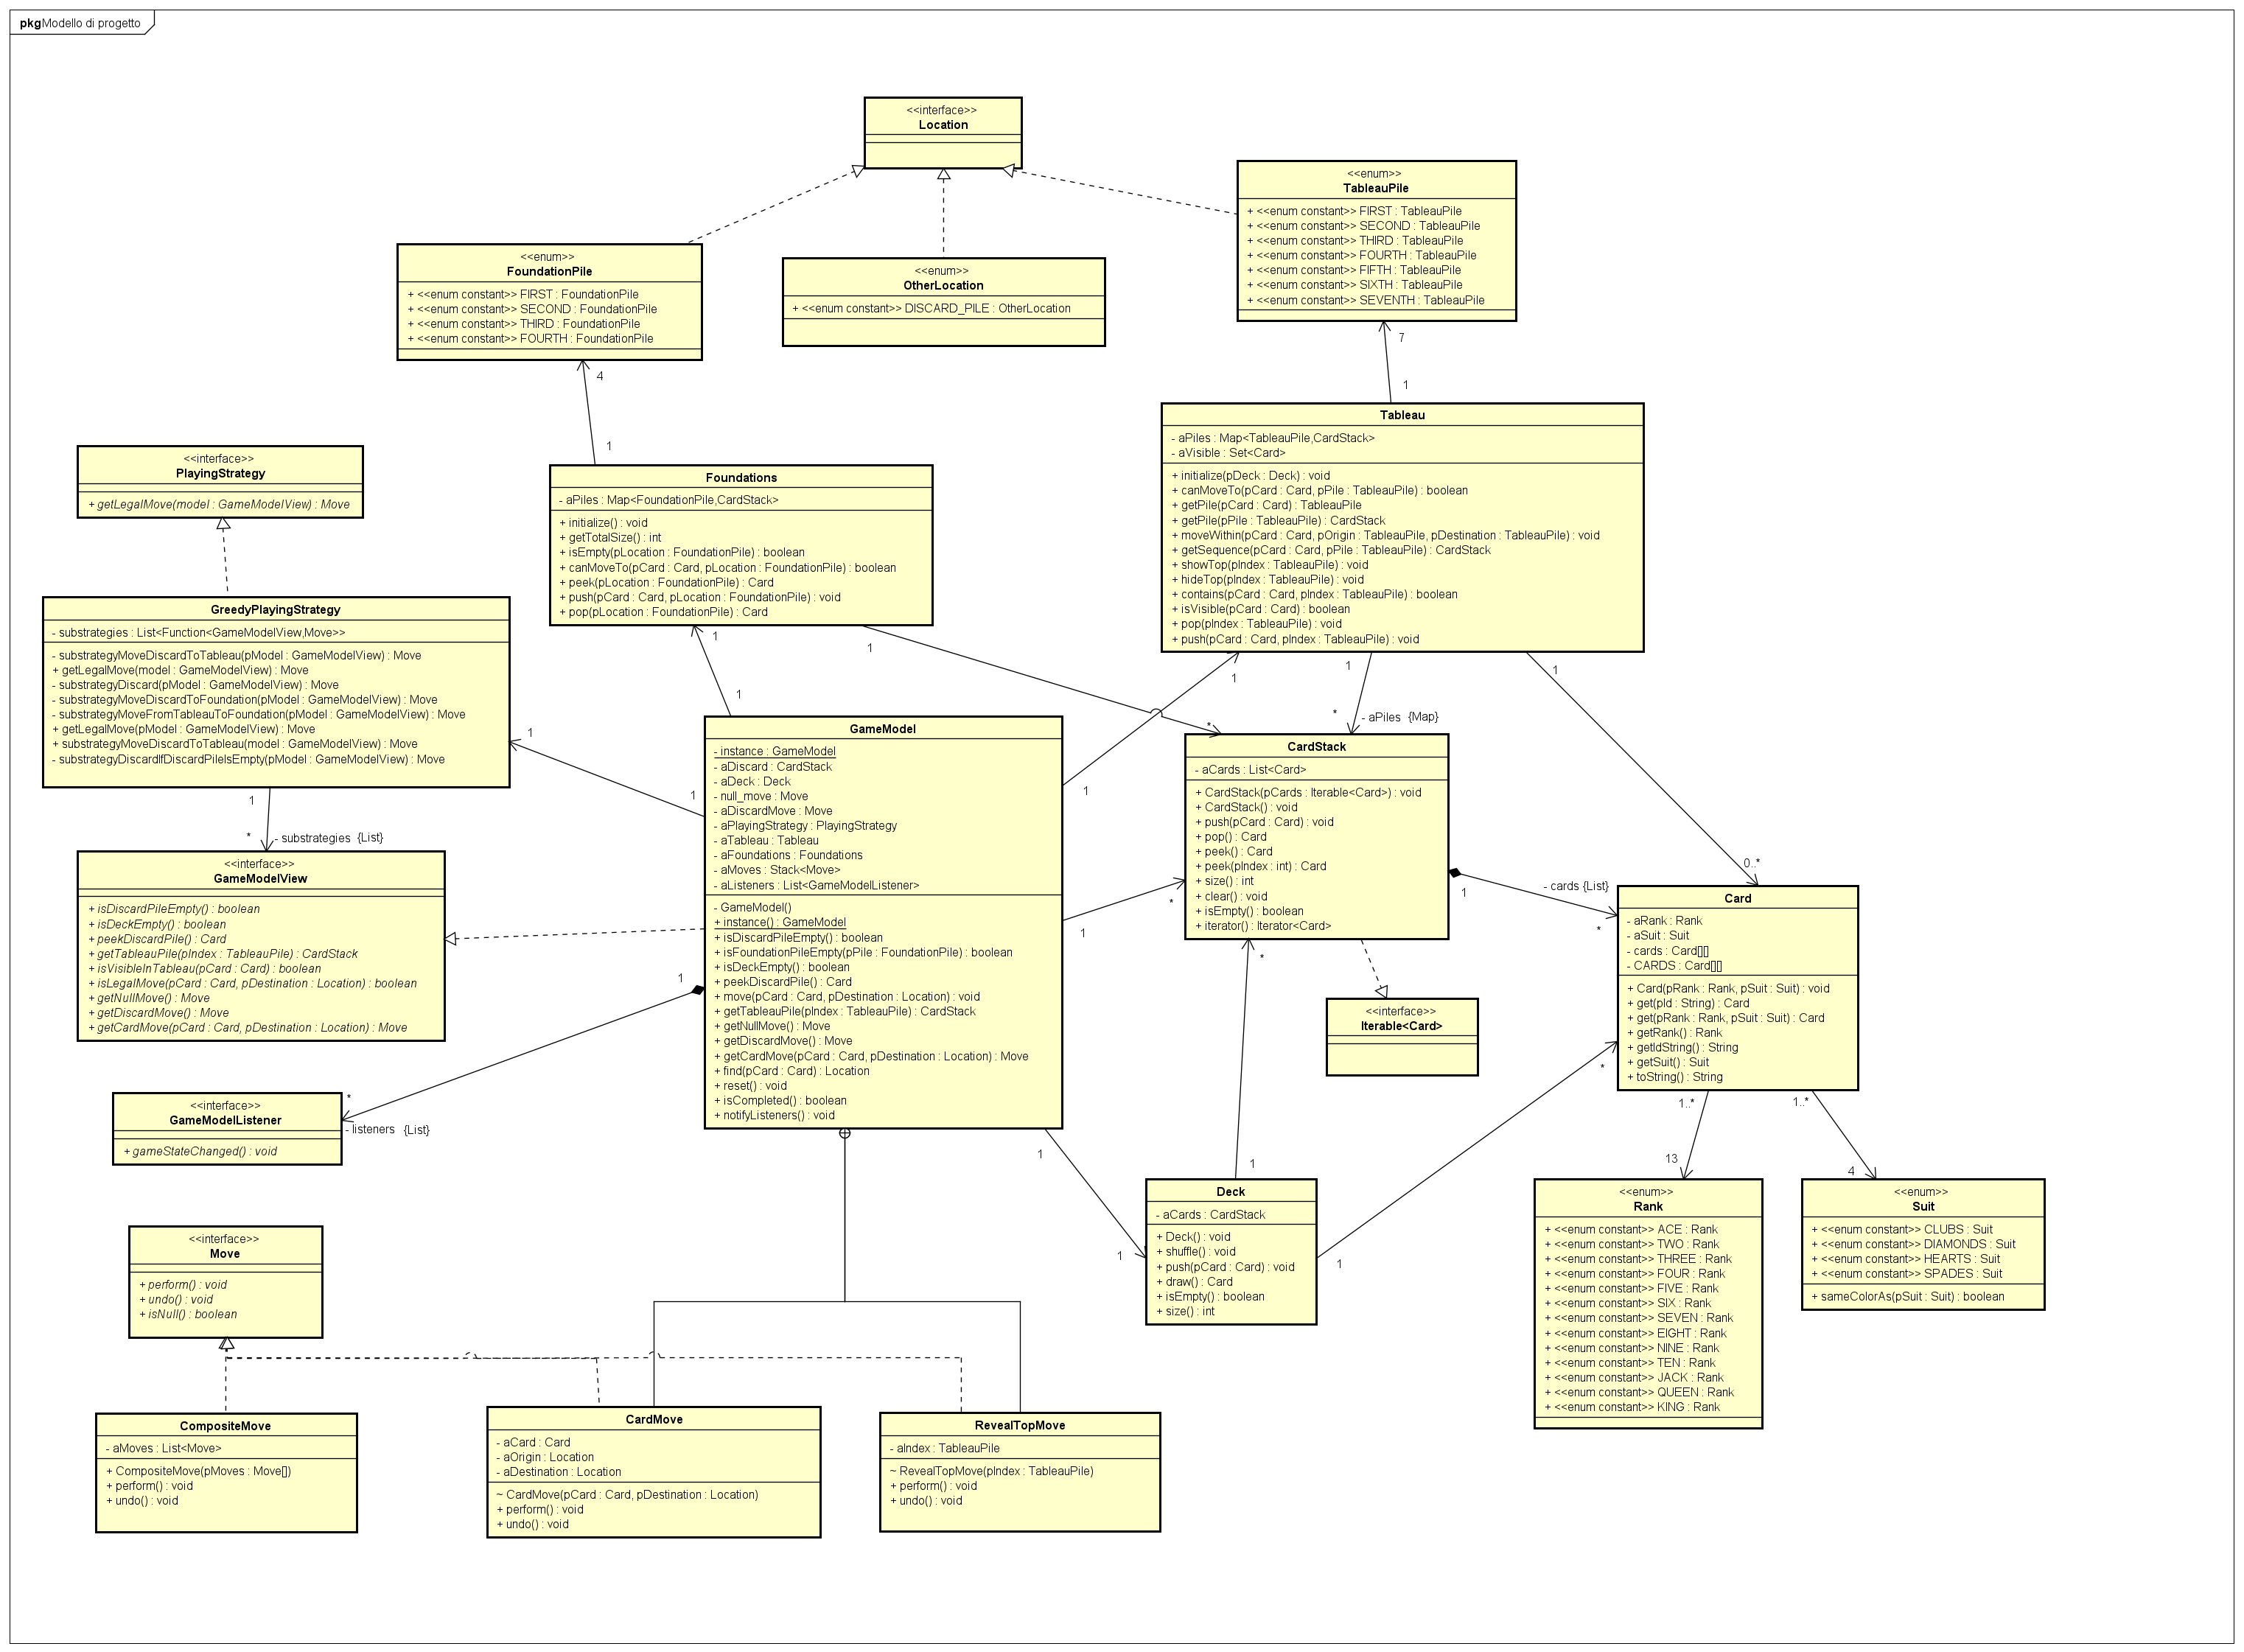 pkg Modello di progetto
<<interface>>
Location
<<enum>>
TableauPile
+ <<enum constant>> FIRST : TableauPile
+ <<enum constant>> SECOND : TableauPile
+ <<enum constant>> THIRD : TableauPile
+ <<enum constant>> FOURTH : TableauPile
+ <<enum constant>> FIFTH : TableauPile
+ <<enum constant>> SIXTH : TableauPile
+ <<enum constant>> SEVENTH : TableauPile
<<enum>>
FoundationPile
+ <<enum constant>> FIRST : FoundationPile
+ <<enum constant>> SECOND : FoundationPile
+ <<enum constant>> THIRD : FoundationPile
+ <<enum constant>> FOURTH : FoundationPile
<<enum>>
OtherLocation
+ <<enum constant>> DISCARD_PILE : OtherLocation
7
1
4
1
Tableau
- aPiles : Map<TableauPile,CardStack>
- aVisible : Set<Card>
+ initialize(pDeck : Deck) : void
+ canMoveTo(pCard : Card, pPile : TableauPile) : boolean
+ getPile(pCard : Card) : TableauPile
+ getPile(pPile : TableauPile) : CardStack
+ moveWithin(pCard : Card, pOrigin : TableauPile, pDestination : TableauPile) : void
+ getSequence(pCard : Card, pPile : TableauPile) : CardStack
+ showTop(pIndex : TableauPile) : void
+ hideTop(pIndex : TableauPile) : void
+ contains(pCard : Card, pIndex : TableauPile) : boolean
+ isVisible(pCard : Card) : boolean
+ pop(pIndex : TableauPile) : void
+ push(pCard : Card, pIndex : TableauPile) : void
<<interface>>
PlayingStrategy
+ getLegalMove(model : GameModelView) : Move
Foundations
- aPiles : Map<FoundationPile,CardStack>
+ initialize() : void
+ getTotalSize() : int
+ isEmpty(pLocation : FoundationPile) : boolean
+ canMoveTo(pCard : Card, pLocation : FoundationPile) : boolean
+ peek(pLocation : FoundationPile) : Card
+ push(pCard : Card, pLocation : FoundationPile) : void
+ pop(pLocation : FoundationPile) : Card
GreedyPlayingStrategy
- substrategies : List<Function<GameModelView,Move>>
- substrategyMoveDiscardToTableau(pModel : GameModelView) : Move
+ getLegalMove(model : GameModelView) : Move
- substrategyDiscard(pModel : GameModelView) : Move
- substrategyMoveDiscardToFoundation(pModel : GameModelView) : Move
- substrategyMoveFromTableauToFoundation(pModel : GameModelView) : Move
+ getLegalMove(pModel : GameModelView) : Move
+ substrategyMoveDiscardToTableau(model : GameModelView) : Move
- substrategyDiscardIfDiscardPileIsEmpty(pModel : GameModelView) : Move
1
1
1
1
1
1
1
*
- aPiles {Map}
*
1
1
1
1
*
- substrategies {List}
GameModel
- instance : GameModel
- aDiscard : CardStack
- aDeck : Deck
- null_move : Move
- aDiscardMove : Move
- aPlayingStrategy : PlayingStrategy
- aTableau : Tableau
- aFoundations : Foundations
- aMoves : Stack<Move>
- aListeners : List<GameModelListener>
- GameModel()
+ instance() : GameModel
+ isDiscardPileEmpty() : boolean
+ isFoundationPileEmpty(pPile : FoundationPile) : boolean
+ isDeckEmpty() : boolean
+ peekDiscardPile() : Card
+ move(pCard : Card, pDestination : Location) : void
+ getTableauPile(pIndex : TableauPile) : CardStack
+ getNullMove() : Move
+ getDiscardMove() : Move
+ getCardMove(pCard : Card, pDestination : Location) : Move
+ find(pCard : Card) : Location
+ reset() : void
+ isCompleted() : boolean
+ notifyListeners() : void
CardStack
- aCards : List<Card>
+ CardStack(pCards : Iterable<Card>) : void
+ CardStack() : void
+ push(pCard : Card) : void
+ pop() : Card
+ peek() : Card
+ peek(pIndex : int) : Card
+ size() : int
+ clear() : void
+ isEmpty() : boolean
+ iterator() : Iterator<Card>
<<interface>>
GameModelView
+ isDiscardPileEmpty() : boolean
+ isDeckEmpty() : boolean
+ peekDiscardPile() : Card
+ getTableauPile(pIndex : TableauPile) : CardStack
+ isVisibleInTableau(pCard : Card) : boolean
+ isLegalMove(pCard : Card, pDestination : Location) : boolean
+ getNullMove() : Move
+ getDiscardMove() : Move
+ getCardMove(pCard : Card, pDestination : Location) : Move
0..*
- cards {List}
1
*
*
1
*
1
Card
- aRank : Rank
- aSuit : Suit
- cards : Card[][]
- CARDS : Card[][]
+ Card(pRank : Rank, pSuit : Suit) : void
+ get(pId : String) : Card
+ get(pRank : Rank, pSuit : Suit) : Card
+ getRank() : Rank
+ getIdString() : String
+ getSuit() : Suit
+ toString() : String
<<interface>>
Iterable<Card>
*
*
- listeners {List}
<<interface>>
GameModelListener
+ gameStateChanged() : void
1..*
1..*
13
4
1
1
1
1
Deck
- aCards : CardStack
+ Deck() : void
+ shuffle() : void
+ push(pCard : Card) : void
+ draw() : Card
+ isEmpty() : boolean
+ size() : int
<<enum>>
Rank
+ <<enum constant>> ACE : Rank
+ <<enum constant>> TWO : Rank
+ <<enum constant>> THREE : Rank
+ <<enum constant>> FOUR : Rank
+ <<enum constant>> FIVE : Rank
+ <<enum constant>> SIX : Rank
+ <<enum constant>> SEVEN : Rank
+ <<enum constant>> EIGHT : Rank
+ <<enum constant>> NINE : Rank
+ <<enum constant>> TEN : Rank
+ <<enum constant>> JACK : Rank
+ <<enum constant>> QUEEN : Rank
+ <<enum constant>> KING : Rank
<<enum>>
Suit
+ <<enum constant>> CLUBS : Suit
+ <<enum constant>> DIAMONDS : Suit
+ <<enum constant>> HEARTS : Suit
+ <<enum constant>> SPADES : Suit
+ sameColorAs(pSuit : Suit) : boolean
<<interface>>
Move
+ perform() : void
+ undo() : void
+ isNull() : boolean
CompositeMove
- aMoves : List<Move>
+ CompositeMove(pMoves : Move[])
+ perform() : void
+ undo() : void
CardMove
- aCard : Card
- aOrigin : Location
- aDestination : Location
~ CardMove(pCard : Card, pDestination : Location)
+ perform() : void
+ undo() : void
RevealTopMove
- aIndex : TableauPile
~ RevealTopMove(pIndex : TableauPile)
+ perform() : void
+ undo() : void